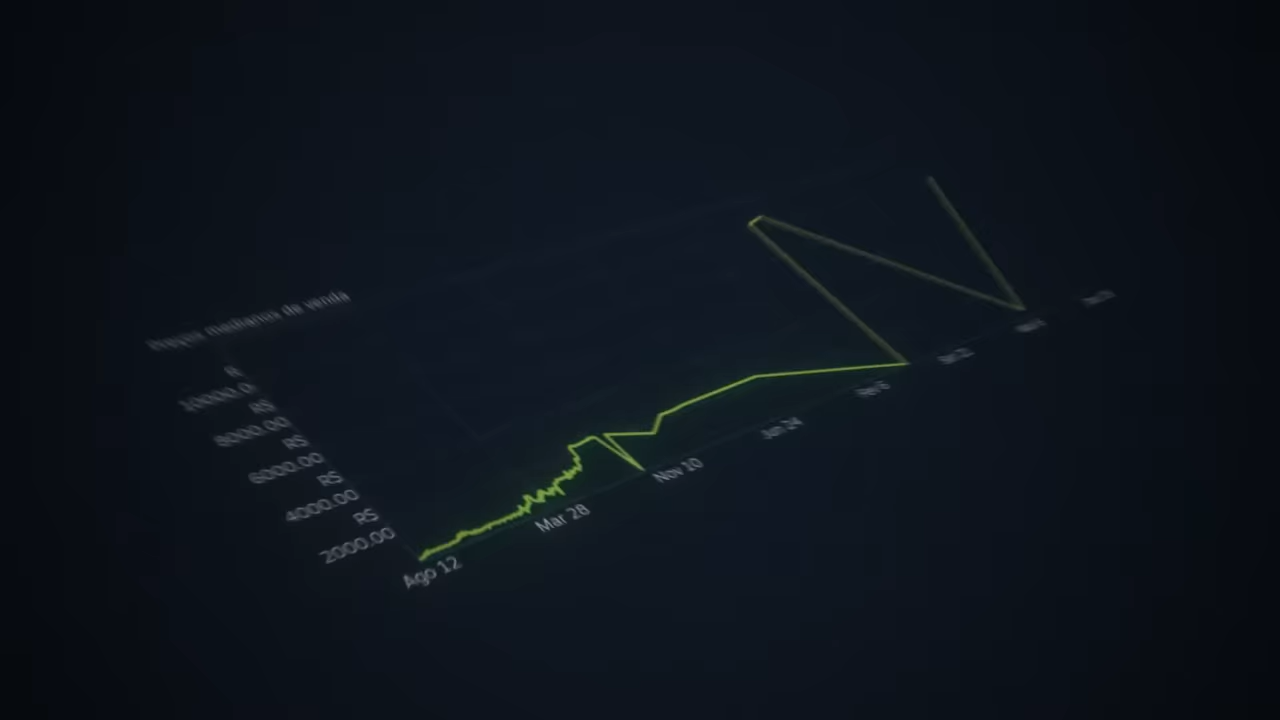 medianos de venda
R
10000.0
R$
8000.00
R$
6000.00
R$
4000.00
R$
2000.00
Ago 12
Mar 28
Nov 10
Jun 24